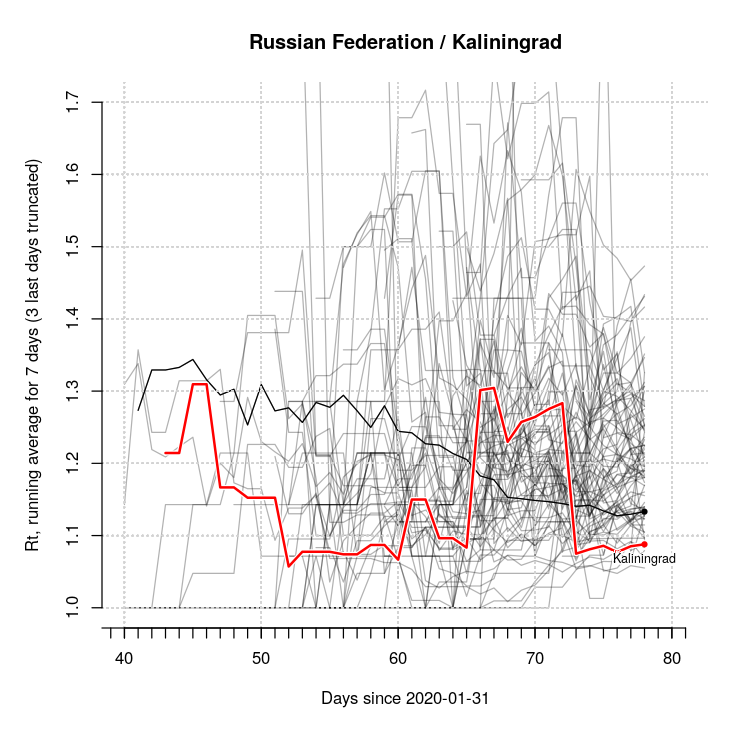 Russian Federation / Kaliningrad
Rt, running average for 7 days (3 last days truncated)
1.7
1.6
1.5
1.4
1.3
1.2
1.1
1.0
Kaliningrad
40 50 60 70 80
Days since 2020-01-31